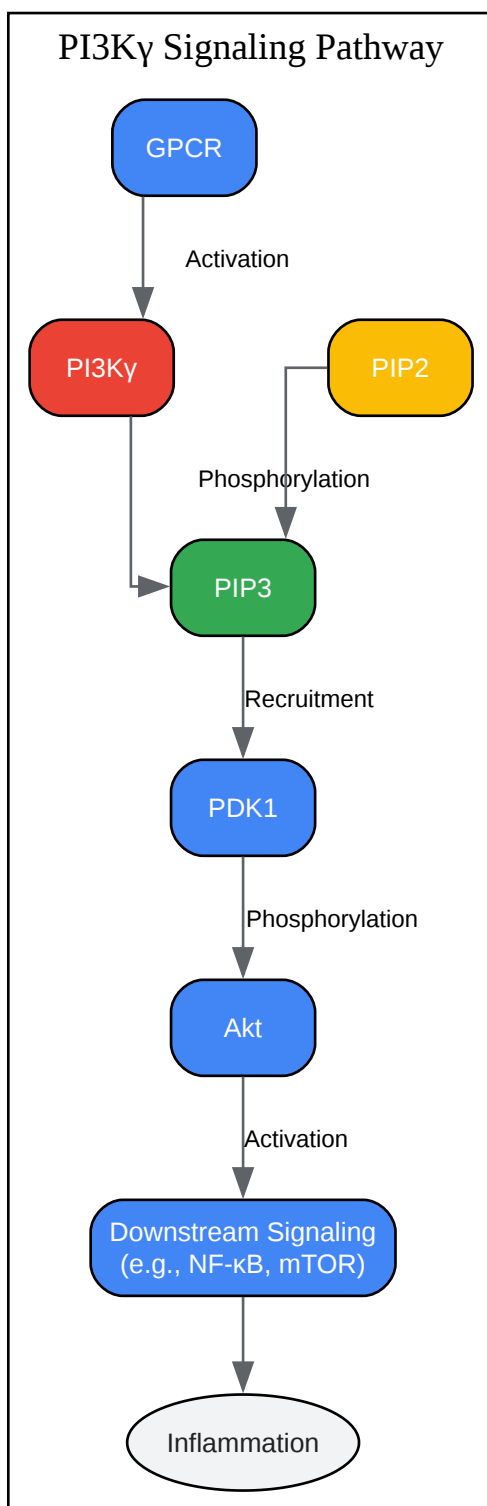 PI3Kγ Signaling Pathway
GPCR
Activation
PI3Kγ
PIP2
Phosphorylation
PIP3
Recruitment
PDK1
Phosphorylation
Akt
Activation
Downstream Signaling
(e.g., NF-κB, mTOR)
Inflammation